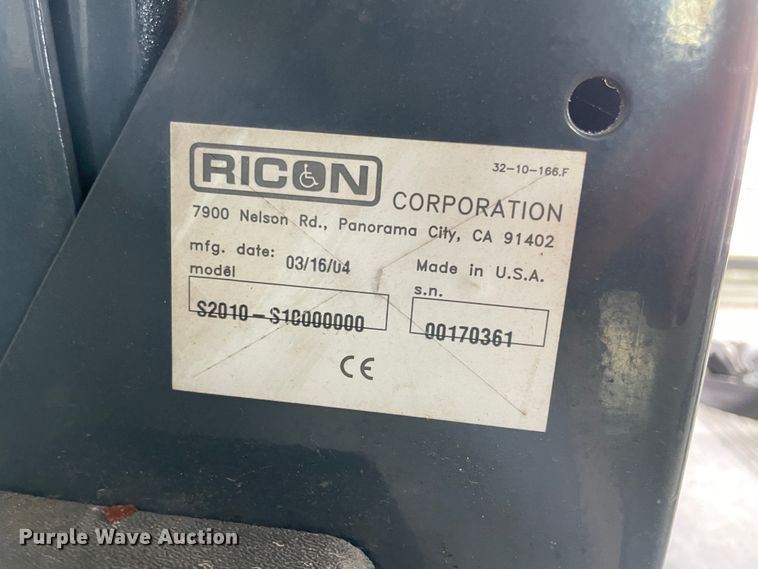 RICON
32-10-166.F
CORPORATION
7900 Nelson Rd., Panorama City, CA 91402
mfg. date: 03/16/04 Made in U.S.A.
model s.n.
S2010-S10000000 00170361
CE
Purple Wave Auction